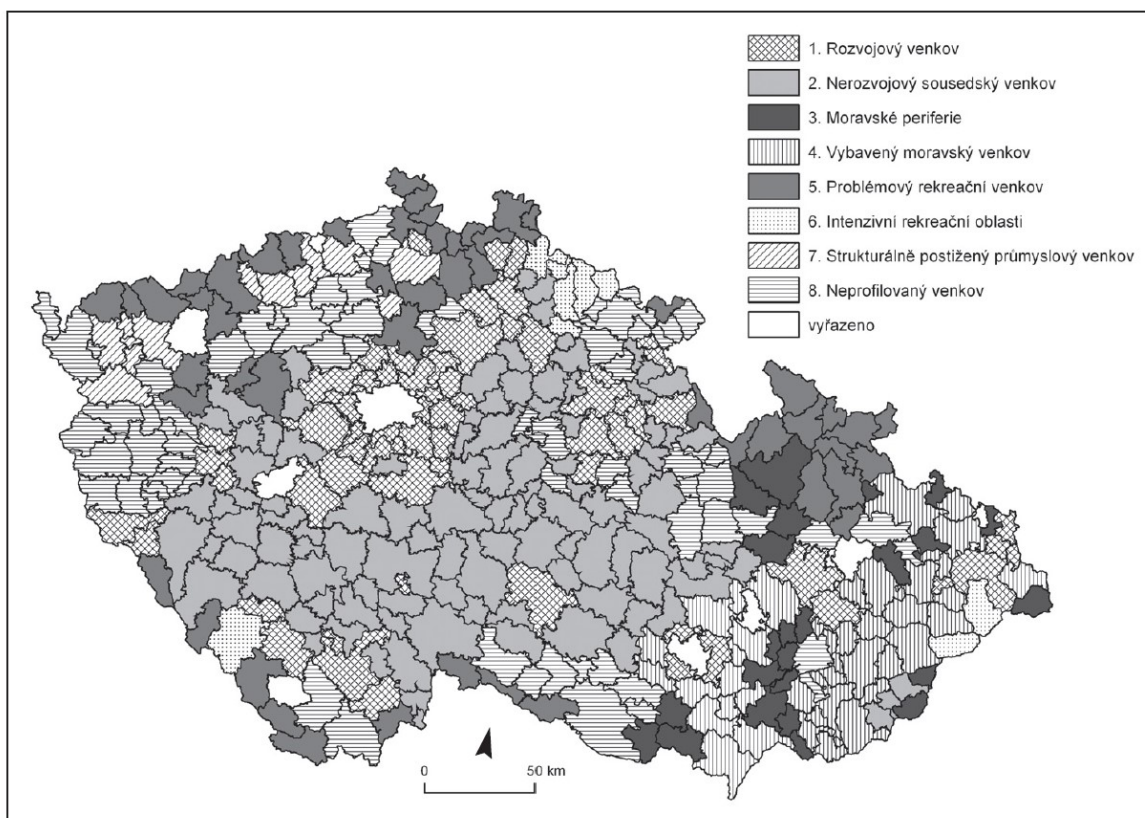 1. Rozvojový venkov
2. Nerozvojový sousedský venkov
3. Moravské periferie
4. Vybavený moravský venkov
5. Problémový rekreační venkov
6. Intenzivní rekreační oblasti
7. Strukturálně postižený průmyslový venkov
8. Neprofilovaný venkov
vyřazeno
0 50 km